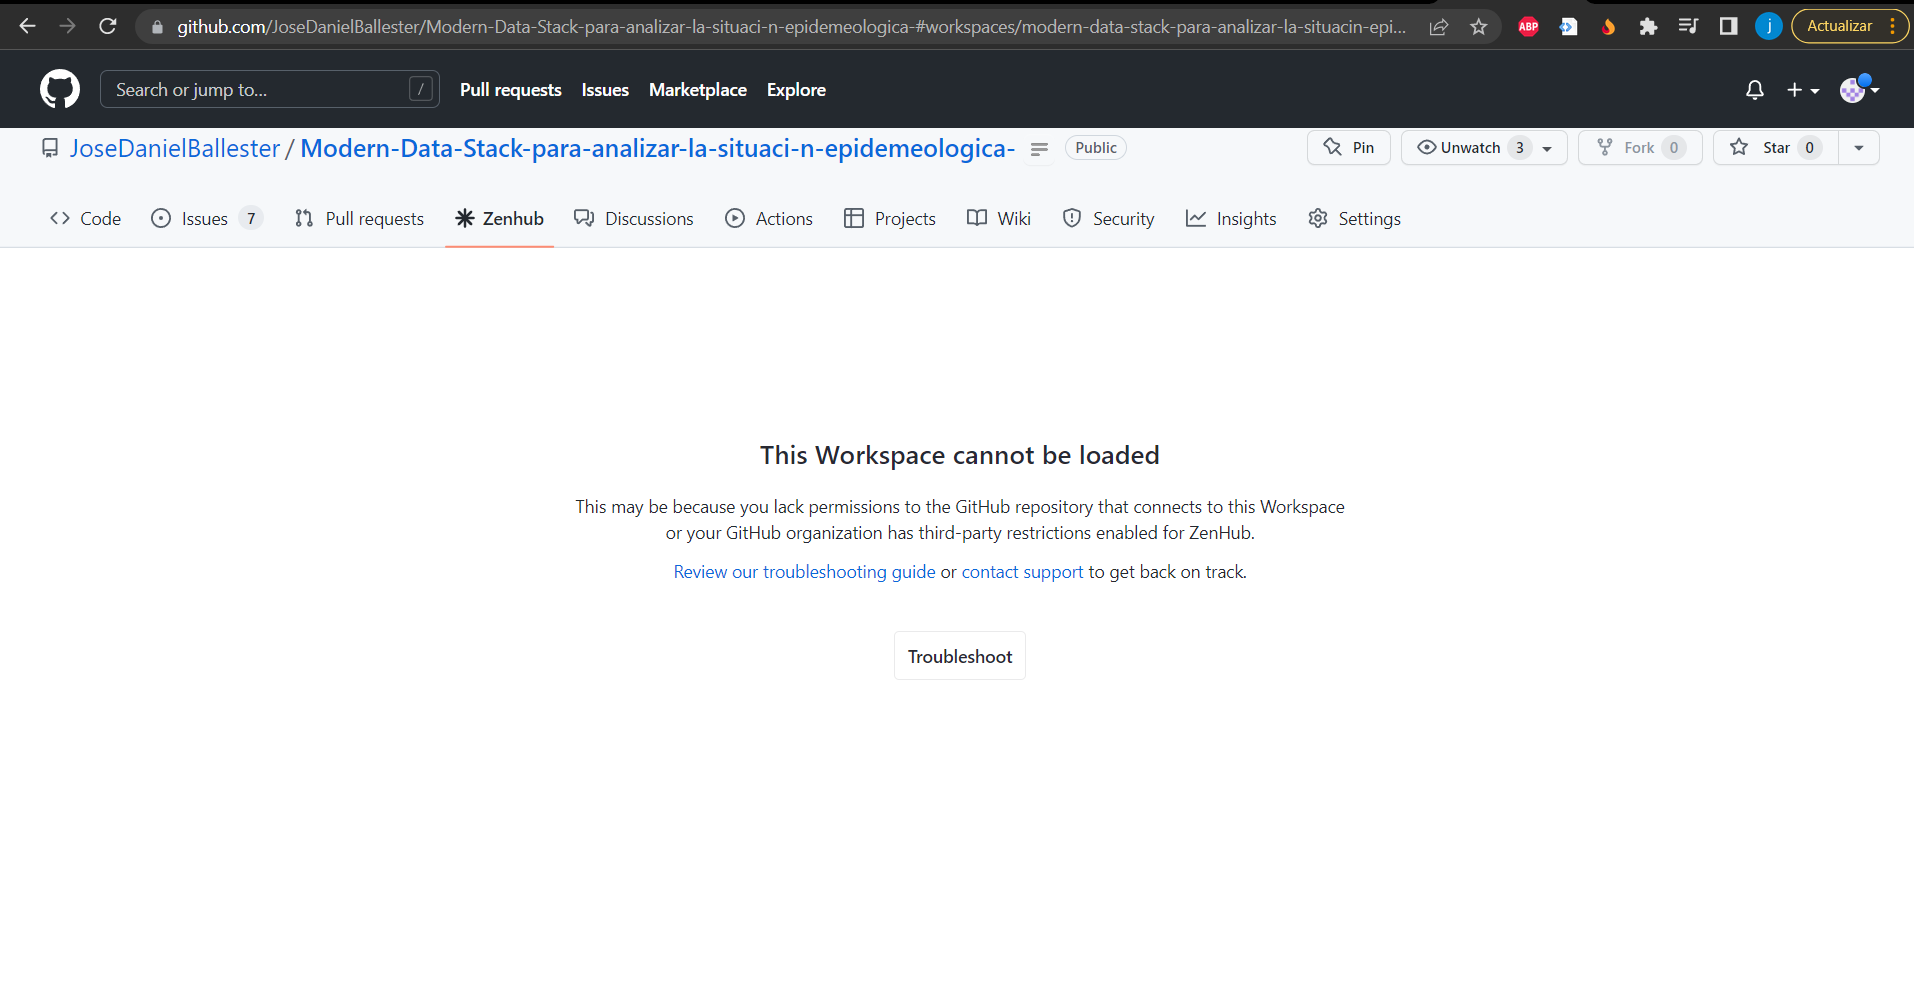 github.com/JoseDanielBallester/Modern-Data-Stack-para-analizar-la-situaci-n-epidemeologica-#workspaces/modern-data-stack-para-analizar-la-situacin-epi...
ABP
j
Actualizar
Search or jump to...
/
Pull requests
Issues
Marketplace
Explore
JoseDanielBallester / Modern-Data-Stack-para-analizar-la-situaci-n-epidemeologica-
Public
Pin
Unwatch 3
Fork 0
Star 0
Code
Issues 7
Pull requests
Zenhub
Discussions
Actions
Projects
Wiki
Security
Insights
Settings
This Workspace cannot be loaded
This may be because you lack permissions to the GitHub repository that connects to this Workspace
or your GitHub organization has third-party restrictions enabled for ZenHub.
Review our troubleshooting guide or contact support to get back on track.
Troubleshoot